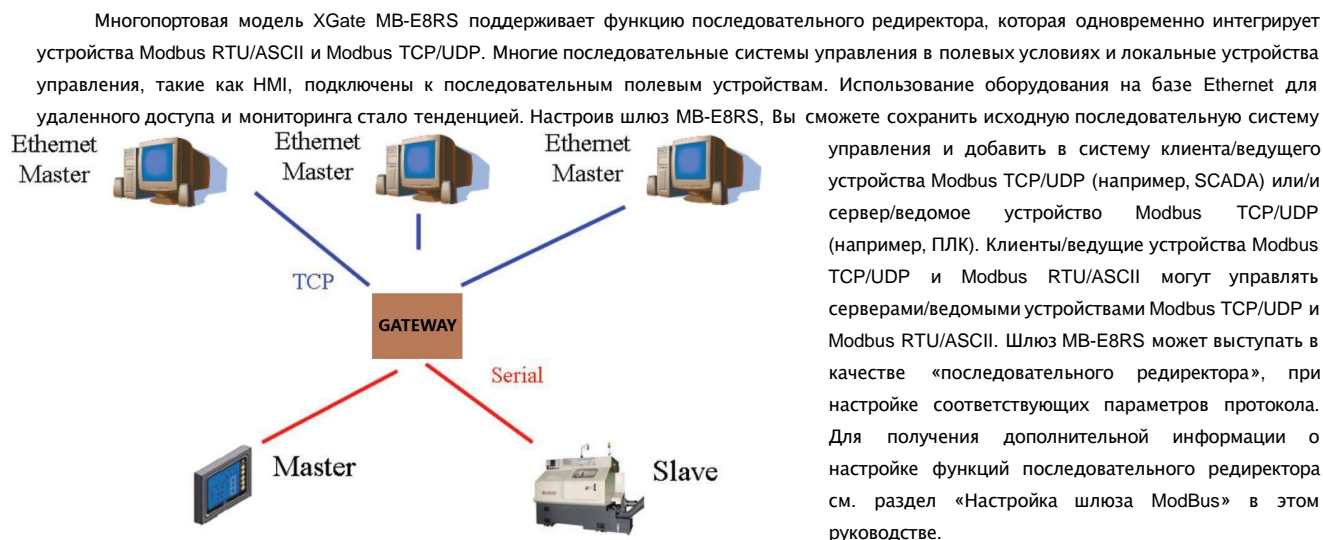 Многопортовая модель XGate MB-E8RS поддерживает функцию последовательного редиректора, которая одновременно интегрирует
устройства Modbus RTU/ASCII и Modbus TCP/UDP. Многие последовательные системы управления в полевых условиях и локальные устройства
управления, такие как HMI, подключены к последовательным полевым устройствам. Использование оборудования на базе Ethernet для
удаленного доступа и мониторинга стало тенденцией. Настроив шлюз MB-E8RS, Вы сможете сохранить исходную последовательную систему
управления и добавить в систему клиента/ведущего
устройства Modbus TCP/UDP (например, SCADA) или/и
сервер/ведомое устройство Modbus TCP/UDP
(например, ПЛК). Клиенты/ведущие устройства Modbus
TCP/UDP и Modbus RTU/ASCII могут управлять
серверами/ведомыми устройствами Modbus TCP/UDP и
Modbus RTU/ASCII. Шлюз MB-E8RS может выступать в
качестве «последовательного редиректора», при
настройке соответствующих параметров протокола.
Для получения дополнительной информации о
настройке функций последовательного редиректора
см. раздел «Настройка шлюза ModBus» в этом
руководстве.
Ethernet
Master
Ethernet
Master
Ethernet
Master
TCP
GATEWAY
Serial
Master
Slave